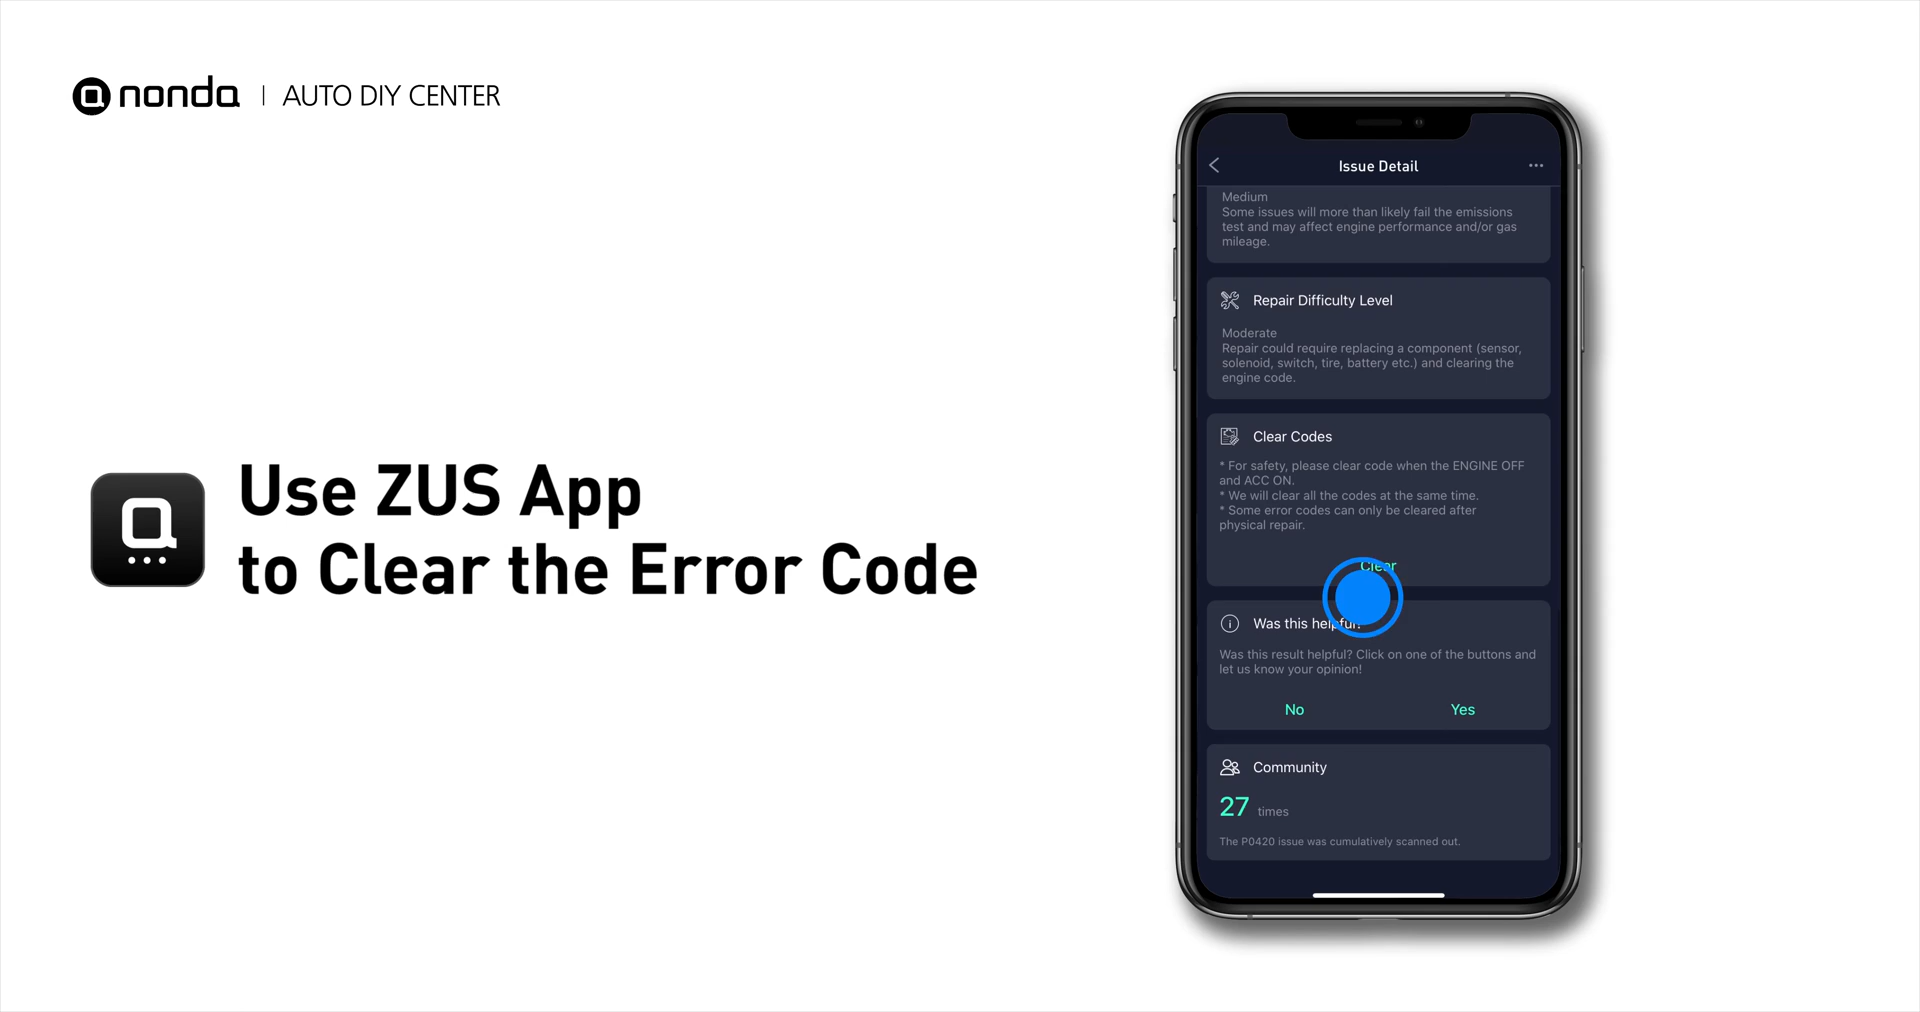 nonda | AUTO DIY CENTER
Use ZUS App
to Clear the Error Code
Issue Detail
Medium
Some issues will more than likely fail the emissions
test and may affect engine performance and/or gas
mileage.
Repair Difficulty Level
Moderate
Repair could require replacing a component (sensor,
solenoid, switch, tire, battery etc.) and clearing the
engine code.
Clear Codes
* For safety, please clear code when the ENGINE OFF
and ACC ON.
* We will clear all the codes at the same time.
* Some error codes can only be cleared after
physical repair.
Clear
Was this helpful?
Was this result helpful? Click on one of the buttons and
let us know your opinion!
No Yes
Community
27 times
The P0420 issue was cumulatively scanned out.